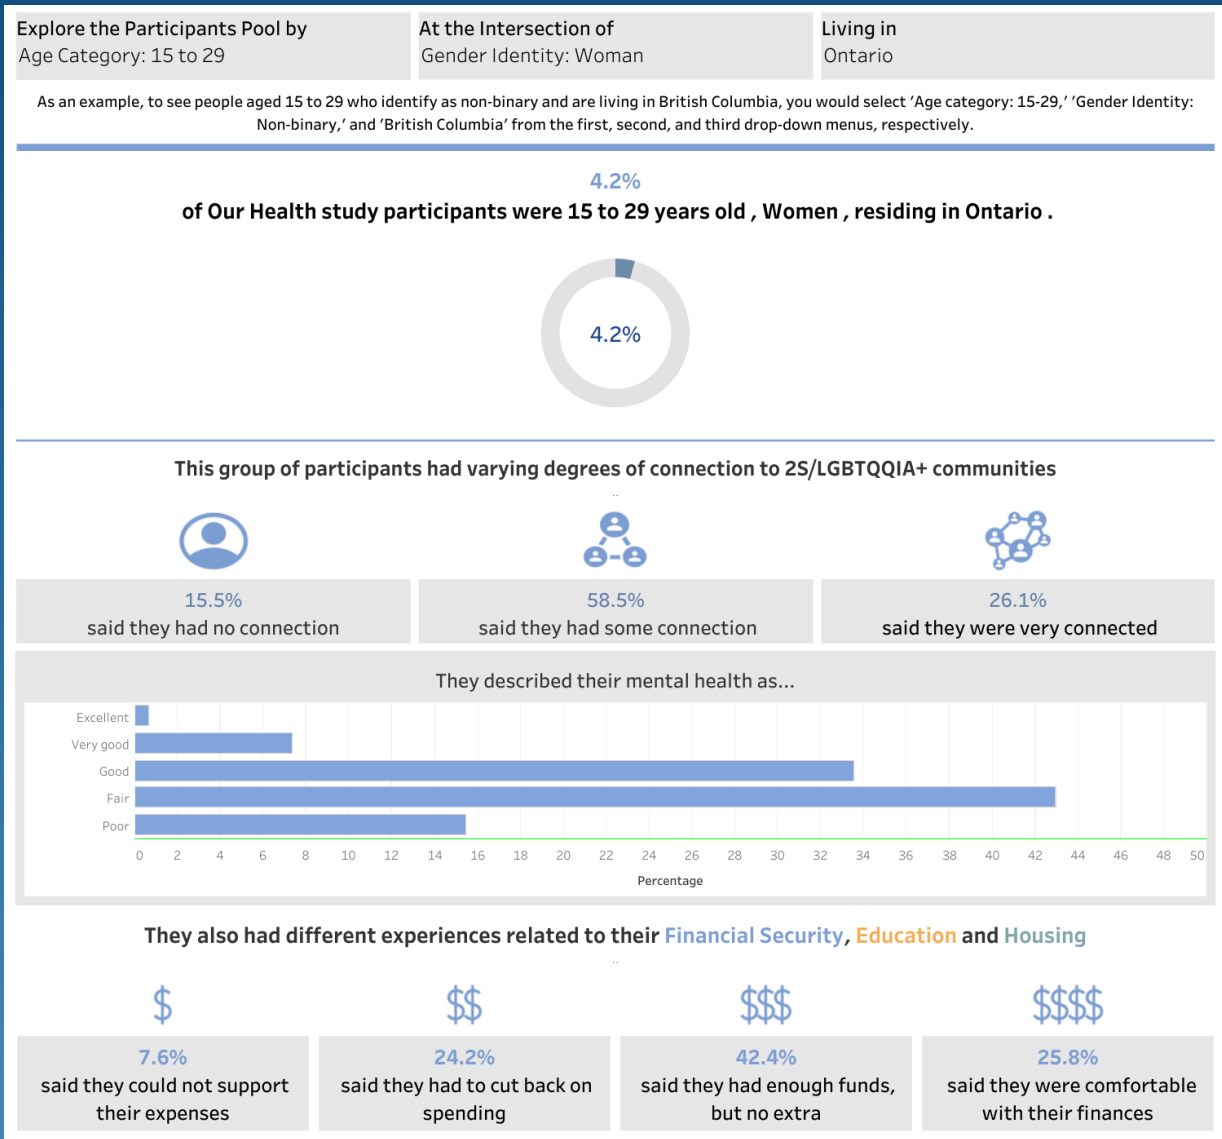 Explore the Participants Pool by
Age Category: 15 to 29
At the Intersection of
Gender Identity: Woman
Living in
Ontario
As an example, to see people aged 15 to 29 who identify as non-binary and are living in British Columbia, you would select 'Age category: 15-29,' 'Gender Identity:
Non-binary,' and 'British Columbia' from the first, second, and third drop-down menus, respectively.
4.2%
of Our Health study participants were 15 to 29 years old , Women , residing in Ontario .
4.2%
This group of participants had varying degrees of connection to 2S/LGBTQQIA+ communities
..
15.5%
said they had no connection
58.5%
said they had some connection
26.1%
said they were very connected
They described their mental health as...
Excellent
Very good
Good
Fair
Poor
0 2 4 6 8 10 12 14 16 18 20 22 24 26 28 30 32 34 36 38 40 42 44 46 48 50
Percentage
They also had different experiences related to their Financial Security, Education and Housing
..
$
$$
$$$
$$$$
7.6%
said they could not support
their expenses
24.2%
said they had to cut back on
spending
42.4%
said they had enough funds,
but no extra
25.8%
said they were comfortable
with their finances